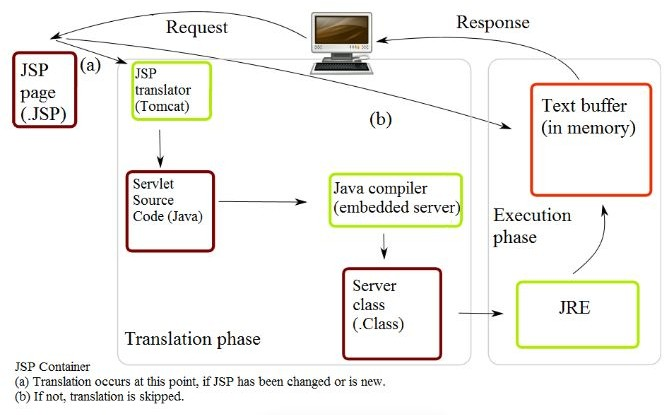 Request
Response
JSP
page
(.JSP)
(a)
JSP
translator
(Tomcat)
(b)
Text buffer
(in memory)
Servlet
Source
Code (Java)
Java compiler
(embedded server)
Execution
phase
Server
class
(.Class)
JRE
Translation phase
JSP Container
(a) Translation occurs at this point, if JSP has been changed or is new.
(b) If not, translation is skipped.